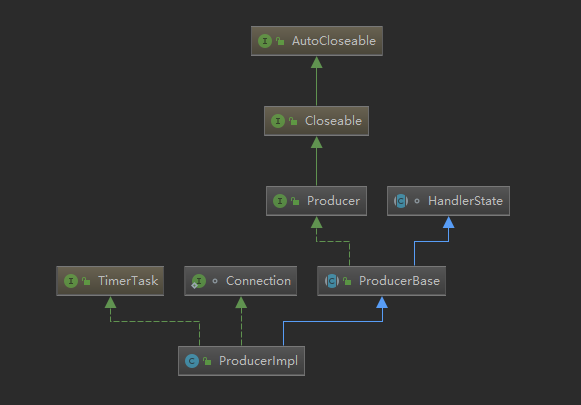 AutoCloseable
Closeable
Producer
HandlerState
TimerTask
Connection
ProducerBase
ProducerImpl